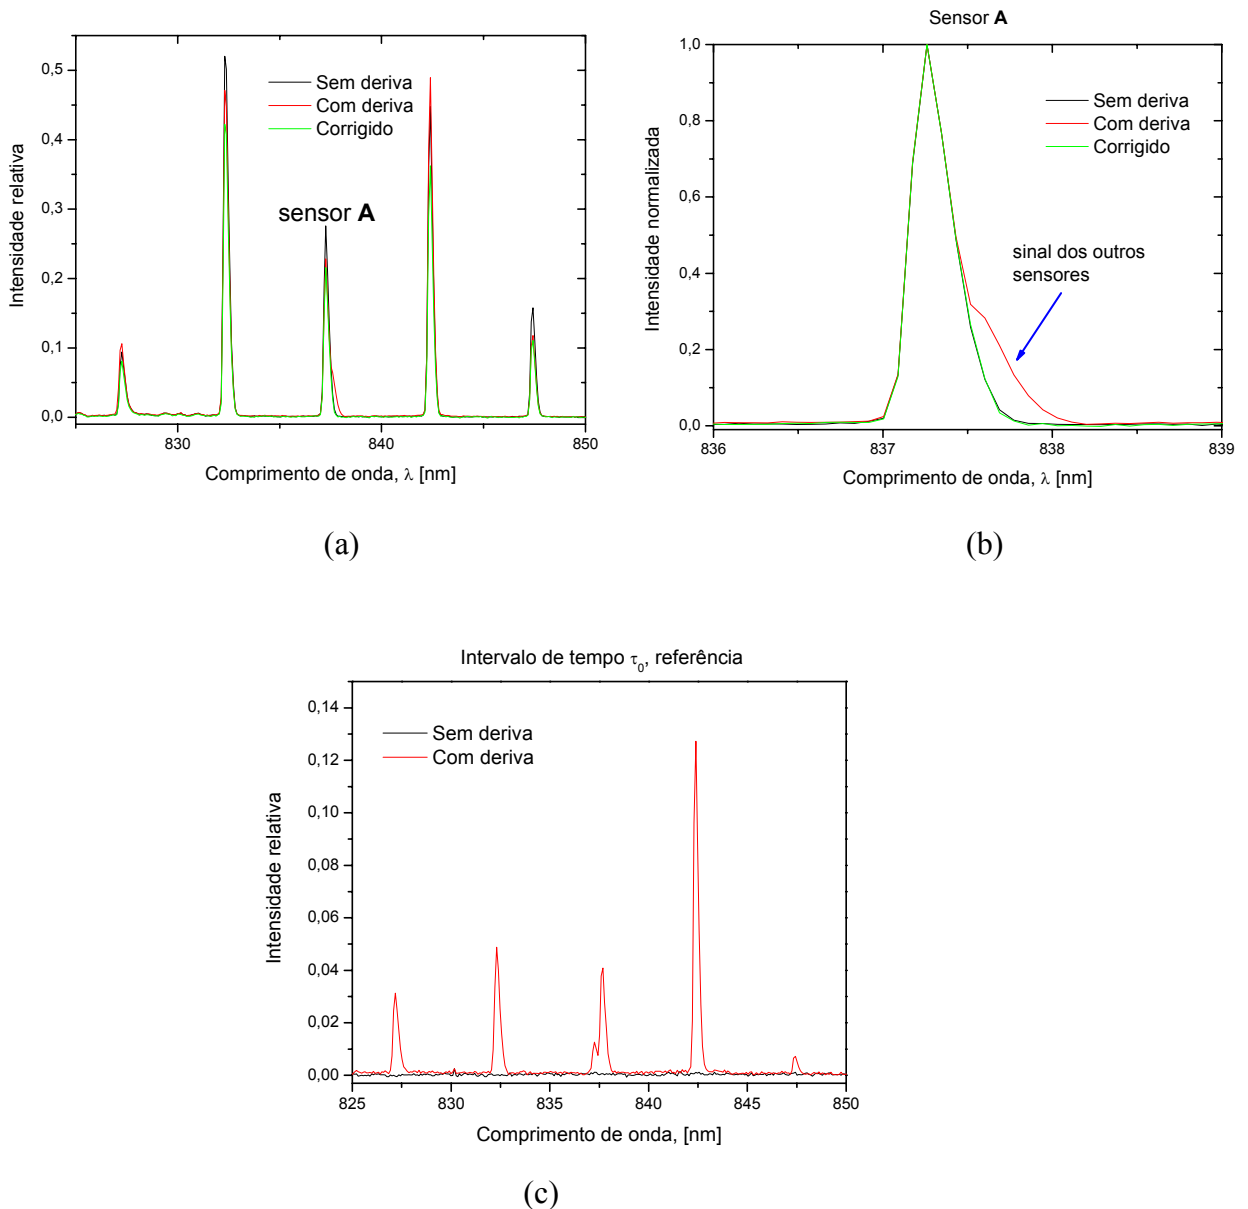 Sem deriva
Com deriva
Corrigido
sensor A
0,5
0,4
0,3
0,2
0,1
0,0
Intensidade relativa
830
840
850
Comprimento de onda, λ [nm]
(a)
Sensor A
Sem deriva
Com deriva
Corrigido
sinal dos outros
sensores
1,0
0,8
0,6
0,4
0,2
0,0
Intensidade normalizada
836
837
838
839
Comprimento de onda, λ [nm]
(b)
Intervalo de tempo τ₀, referência
Sem deriva
Com deriva
0,14
0,12
0,10
0,08
0,06
0,04
0,02
0,00
Intensidade relativa
825
830
835
840
845
850
Comprimento de onda, [nm]
(c)